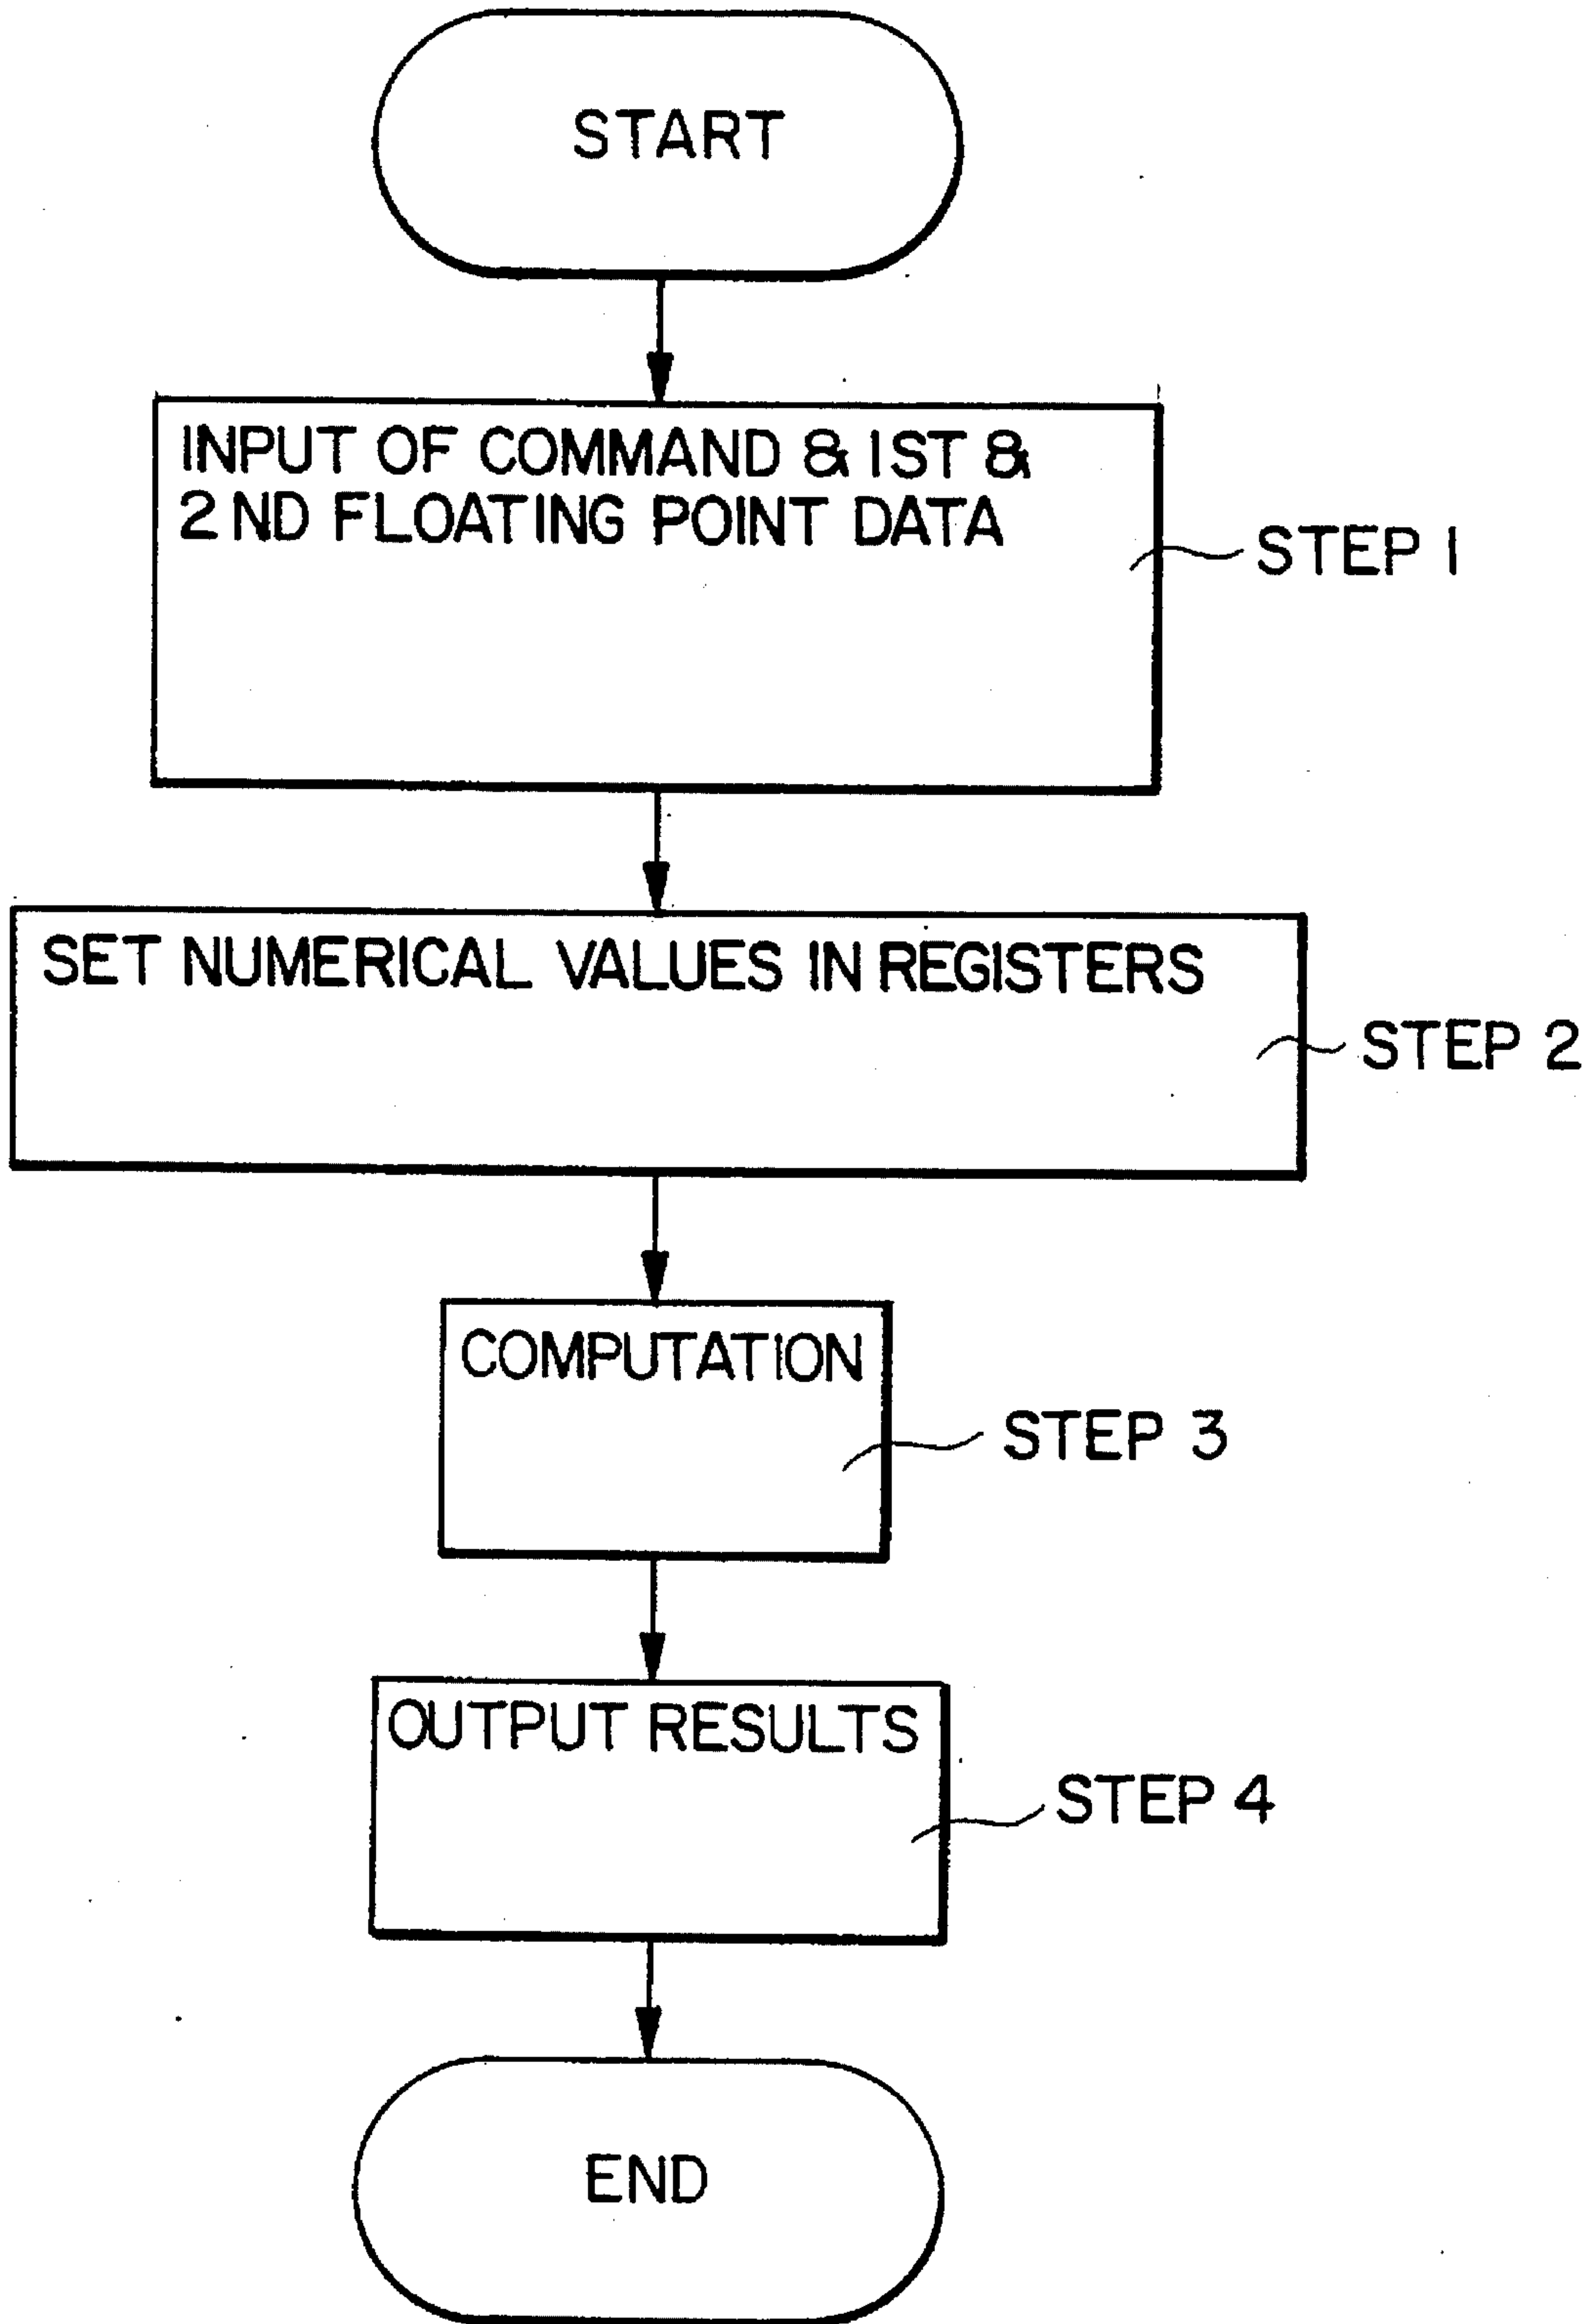 START
INPUT OF COMMAND & 1ST &
2ND FLOATING POINT DATA
STEP 1
SET NUMERICAL VALUES IN REGISTERS
STEP 2
COMPUTATION
STEP 3
OUTPUT RESULTS
STEP 4
END